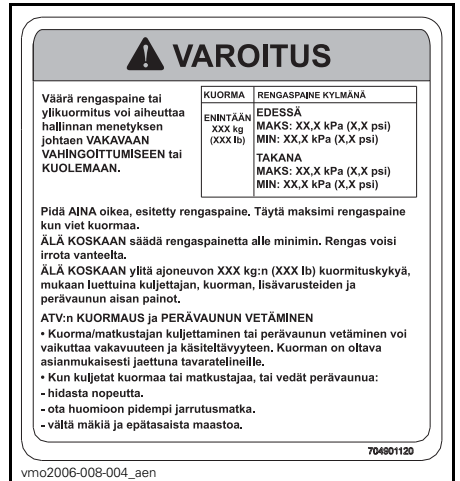 VAROITUS
Väärä rengaspaine tai
ylikuormitus voi aiheuttaa
hallinnan menetyksen
johtaen VAKAVAAN
VAHINGOITTUMISEEN tai
KUOLEMAAN.
KUORMA RENGASPAINE KYLMÄNÄ
ENINTÄÄN
XXX kg
(XXX lb)
EDESSÄ
MAKS: XX,X kPa (X,X psi)
MIN: XX,X kPa (X,X psi)
TAKANA
MAKS: XX,X kPa (X,X psi)
MIN: XX,X kPa (X,X psi)
Pidä AINA oikea, esitetty rengaspaine. Täytä maksimi rengaspaine
kun viet kuormaa.
ÄLÄ KOSKAAN säädä rengaspainetta alle minimin. Rengas voisi
irrota vanteelta.
ÄLÄ KOSKAAN ylitä ajoneuvon XXX kg:n (XXX lb) kuormituskykyä,
mukaan luettuina kuljettajan, kuorman, lisävarusteiden ja
perävaunun aisan painot.
ATV:n KUORMAUS ja PERÄVAUNUN VETÄMINEN
• Kuorma/matkustajan kuljettaminen tai perävaunun vetäminen voi
vaikuttaa vakavuuteen ja käsiteltävyyteen. Kuorman on oltava
asianmukaisesti jaettuna tavaratelineille.
• Kun kuljetat kuormaa tai matkustajaa, tai vedät perävaunua:
- hidasta nopeutta.
- ota huomioon pidempi jarrutusmatka.
- vältä mäkiä ja epätasaista maastoa.
704901120
vmo2006-008-004_aen